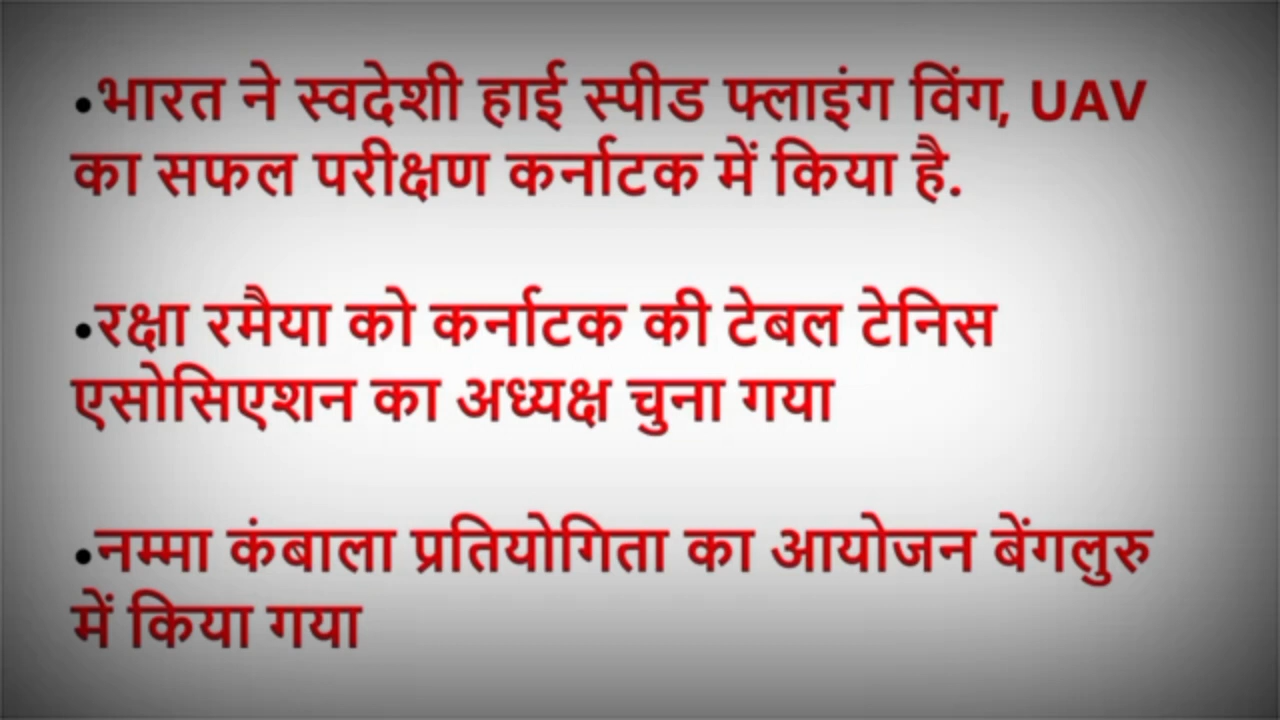 •भारत ने स्वदेशी हाई स्पीड फ्लाइंग विंग, UAV
का सफल परीक्षण कर्नाटक में किया है.
•रक्षा रमैया को कर्नाटक की टेबल टेनिस
एसोसिएशन का अध्यक्ष चुना गया
•नम्मा कंबाला प्रतियोगिता का आयोजन बेंगलुरु
में किया गया